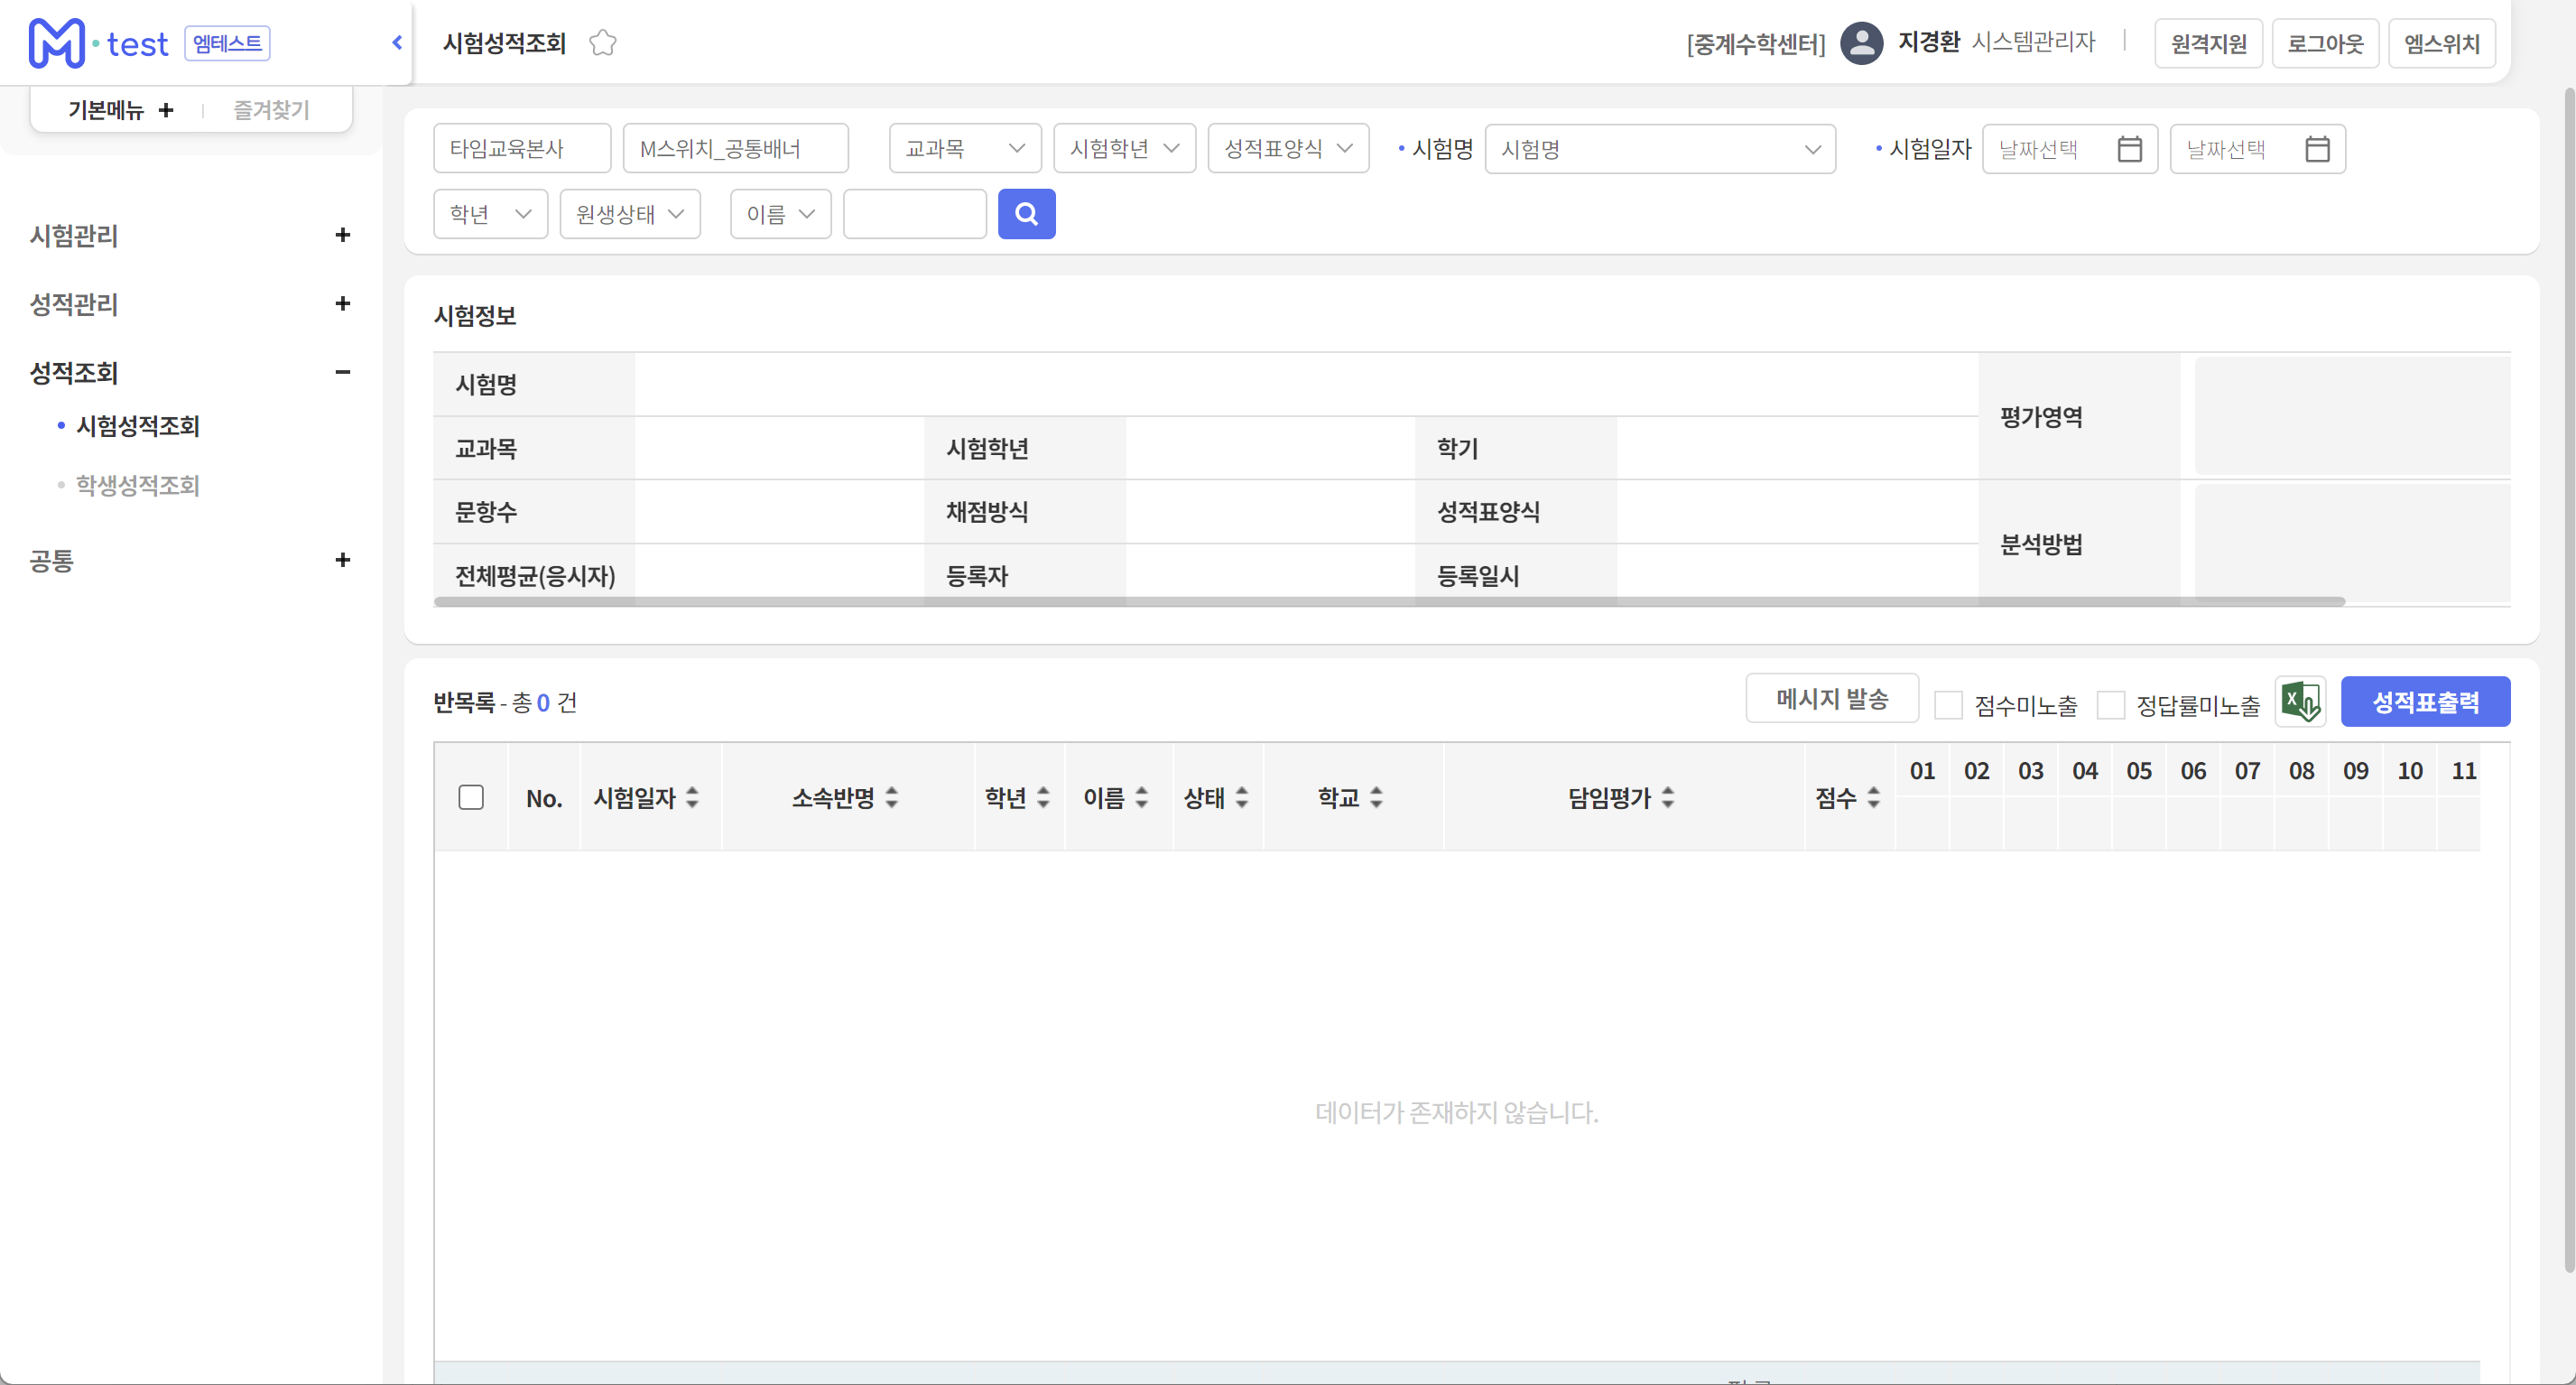 M·test 엠테스트
시험성적조회
[중계수학센터] 지경환 시스템관리자 원격지원 로그아웃 엠스위치
기본메뉴 + 즐겨찾기
시험관리 +
성적관리 +
성적조회 −
• 시험성적조회
• 학생성적조회
공통 +
타임교육본사 M스위치_공통배너 교과목 시험학년 성적표양식 • 시험명 시험명 • 시험일자 날짜선택 날짜선택
학년 원생상태 이름
시험정보
시험명 평가영역
교과목 시험학년 학기
문항수 채점방식 성적표양식 분석방법
전체평균(응시자) 등록자 등록일시
반목록 - 총 0 건 메시지 발송 점수미노출 정답률미노출 성적표출력
No. 시험일자 소속반명 학년 이름 상태 학교 담임평가 점수 01 02 03 04 05 06 07 08 09 10 11
데이터가 존재하지 않습니다.